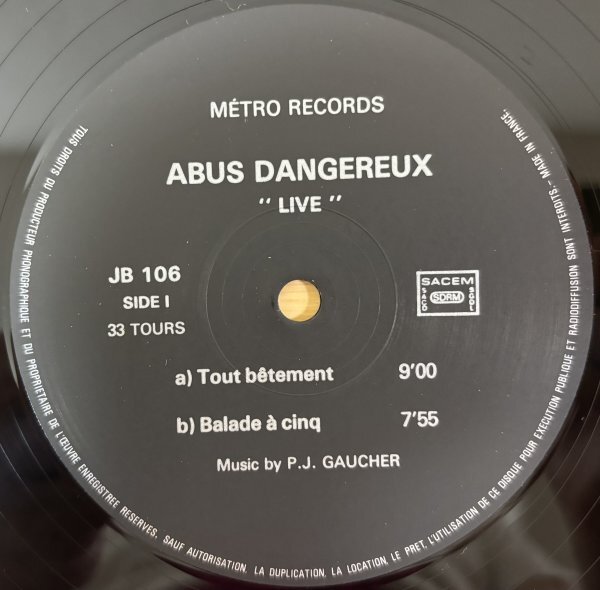 MÉTRO RECORDS
ABUS DANGEREUX
" LIVE "
JB 106
SIDE I
33 TOURS
SACEM
SACD
SDRM
SGDL
a) Tout bêtement 9'00
b) Balade à cinq 7'55
Music by P.J. GAUCHER
TOUS DROITS DU PRODUCTEUR PHONOGRAPHIQUE ET DU PROPRIETAIRE DE L'ŒUVRE ENREGISTREE RESERVES. SAUF AUTORISATION, LA DUPLICATION, LA LOCATION, LE PRET, L'UTILISATION DE CE DISQUE POUR EXECUTION PUBLIQUE ET RADIODIFFUSION SONT INTERDITS. - MADE IN FRANCE.